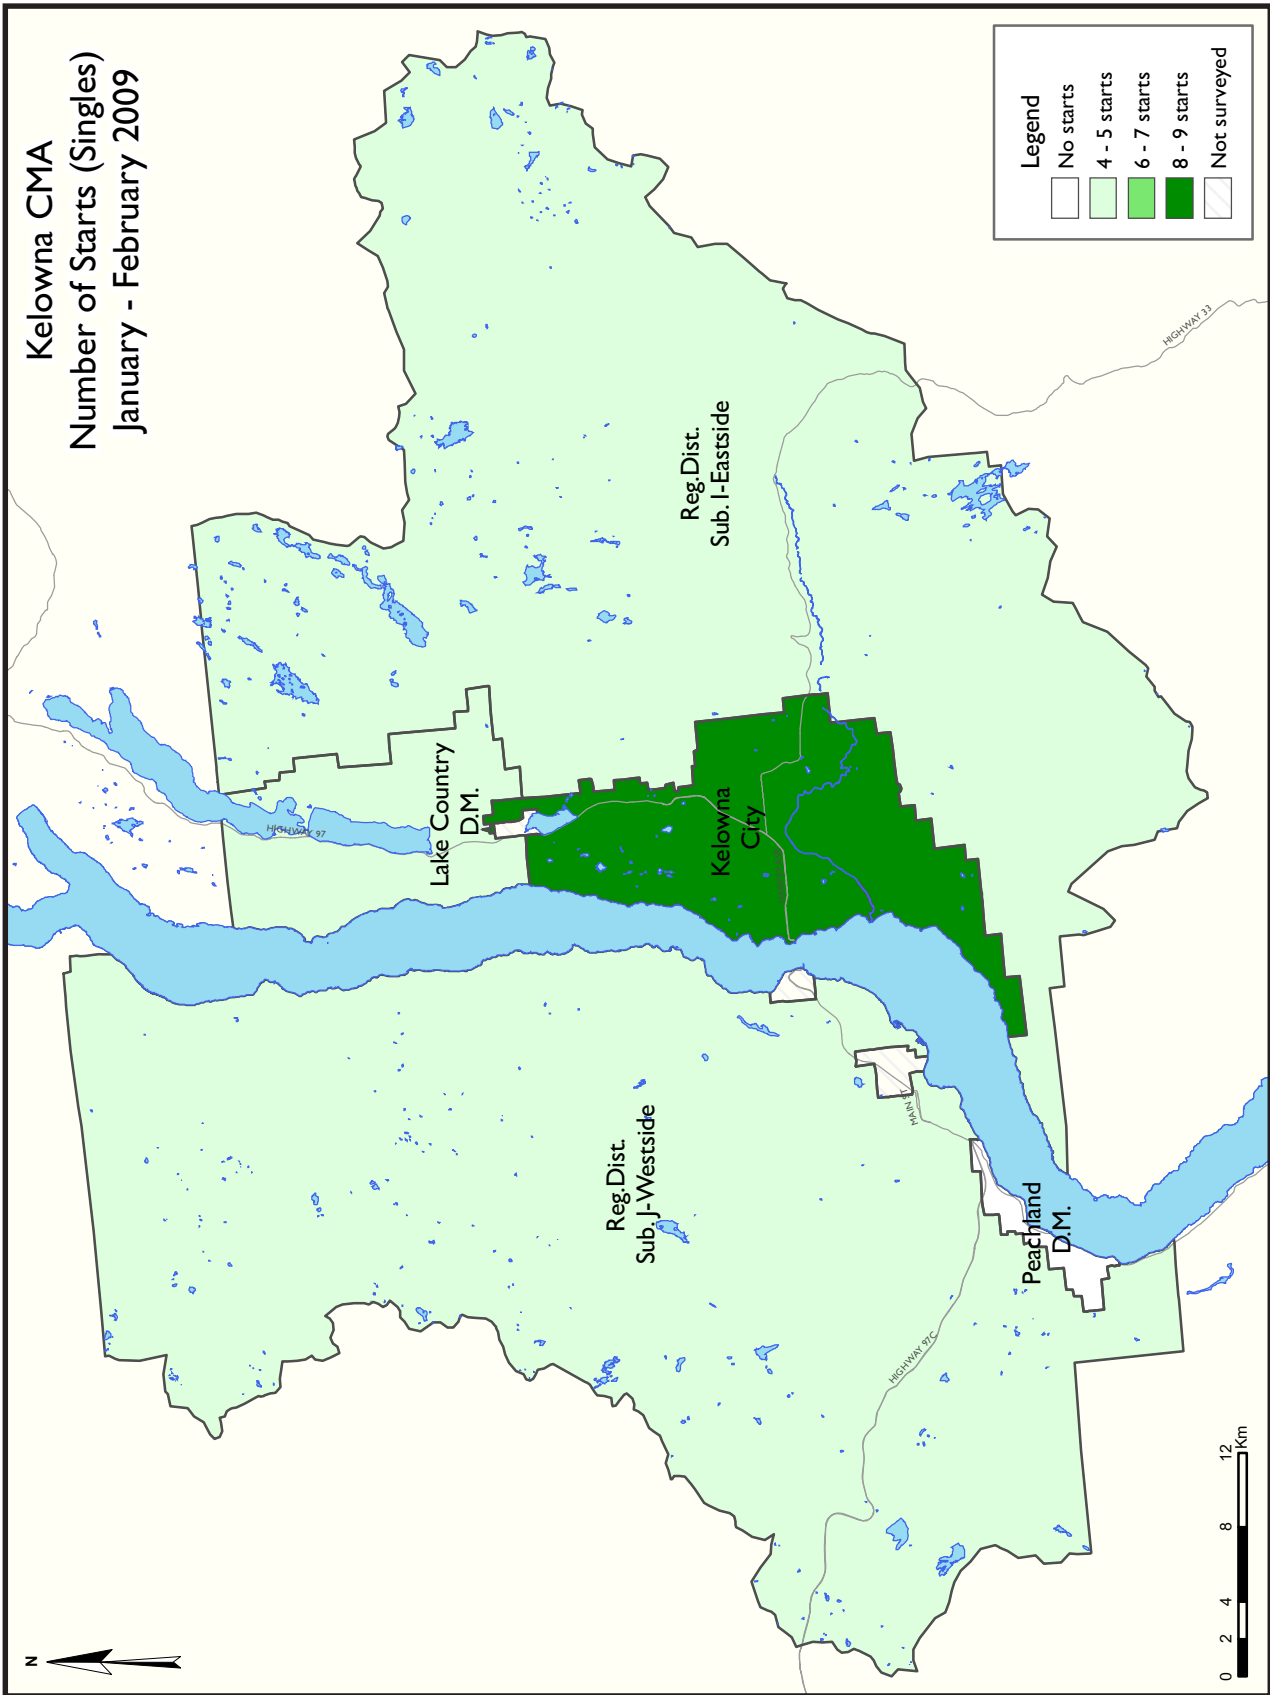 Kelowna CMA
Number of Starts (Singles)
January - February 2009
N
HIGHWAY 97
Lake Country
D.M.
Reg.Dist.
Sub. I-Eastside
Kelowna
City
Reg.Dist.
Sub. J-Westside
MAIN ST
Peachland
D.M.
HIGHWAY 97C
HIGHWAY 33
Legend
No starts
4 - 5 starts
6 - 7 starts
8 - 9 starts
Not surveyed
0 2 4 8 12
Km